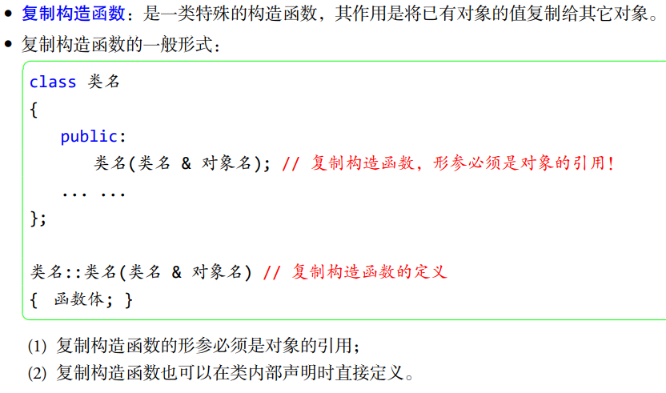 • 复制构造函数：是一类特殊的构造函数，其作用是将已有对象的值复制给其它对象。
• 复制构造函数的一般形式：
class 类名
{
public:
类名(类名 & 对象名); // 复制构造函数，形参必须是对象的引用!
... ...
};
类名::类名(类名 & 对象名) // 复制构造函数的定义
{ 函数体; }
(1) 复制构造函数的形参必须是对象的引用；
(2) 复制构造函数也可以在类内部声明时直接定义。